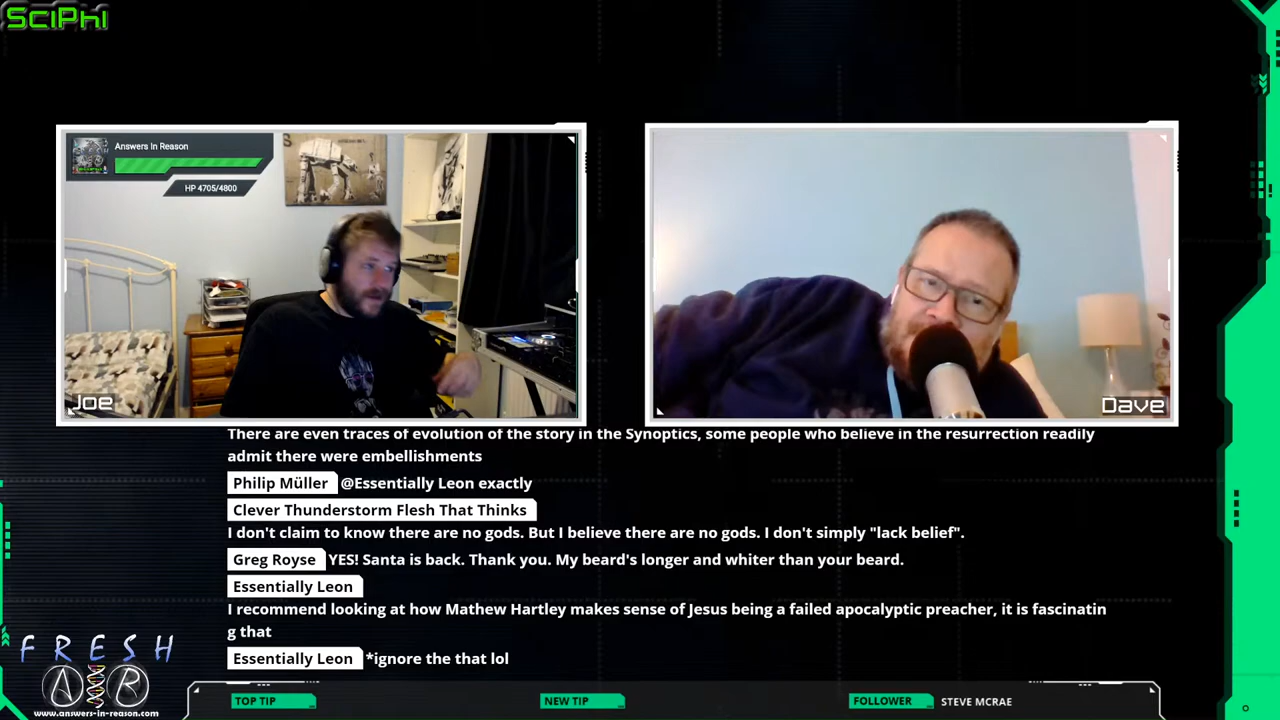 SciPhi
Answers In Reason
HP 4705/4800
Joe
Dave
There are even traces of evolution of the story in the Synoptics, some people who believe in the resurrection readily
admit there were embellishments
Philip Müller @Essentially Leon exactly
Clever Thunderstorm Flesh That Thinks
I don't claim to know there are no gods. But I believe there are no gods. I don't simply "lack belief".
Greg Royse YES! Santa is back. Thank you. My beard's longer and whiter than your beard.
Essentially Leon
I recommend looking at how Mathew Hartley makes sense of Jesus being a failed apocalyptic preacher, it is fascinatin
g that
Essentially Leon *ignore the that lol
FRESH
AR
www.answers-in-reason.com
TOP TIP
NEW TIP
FOLLOWER STEVE MCRAE